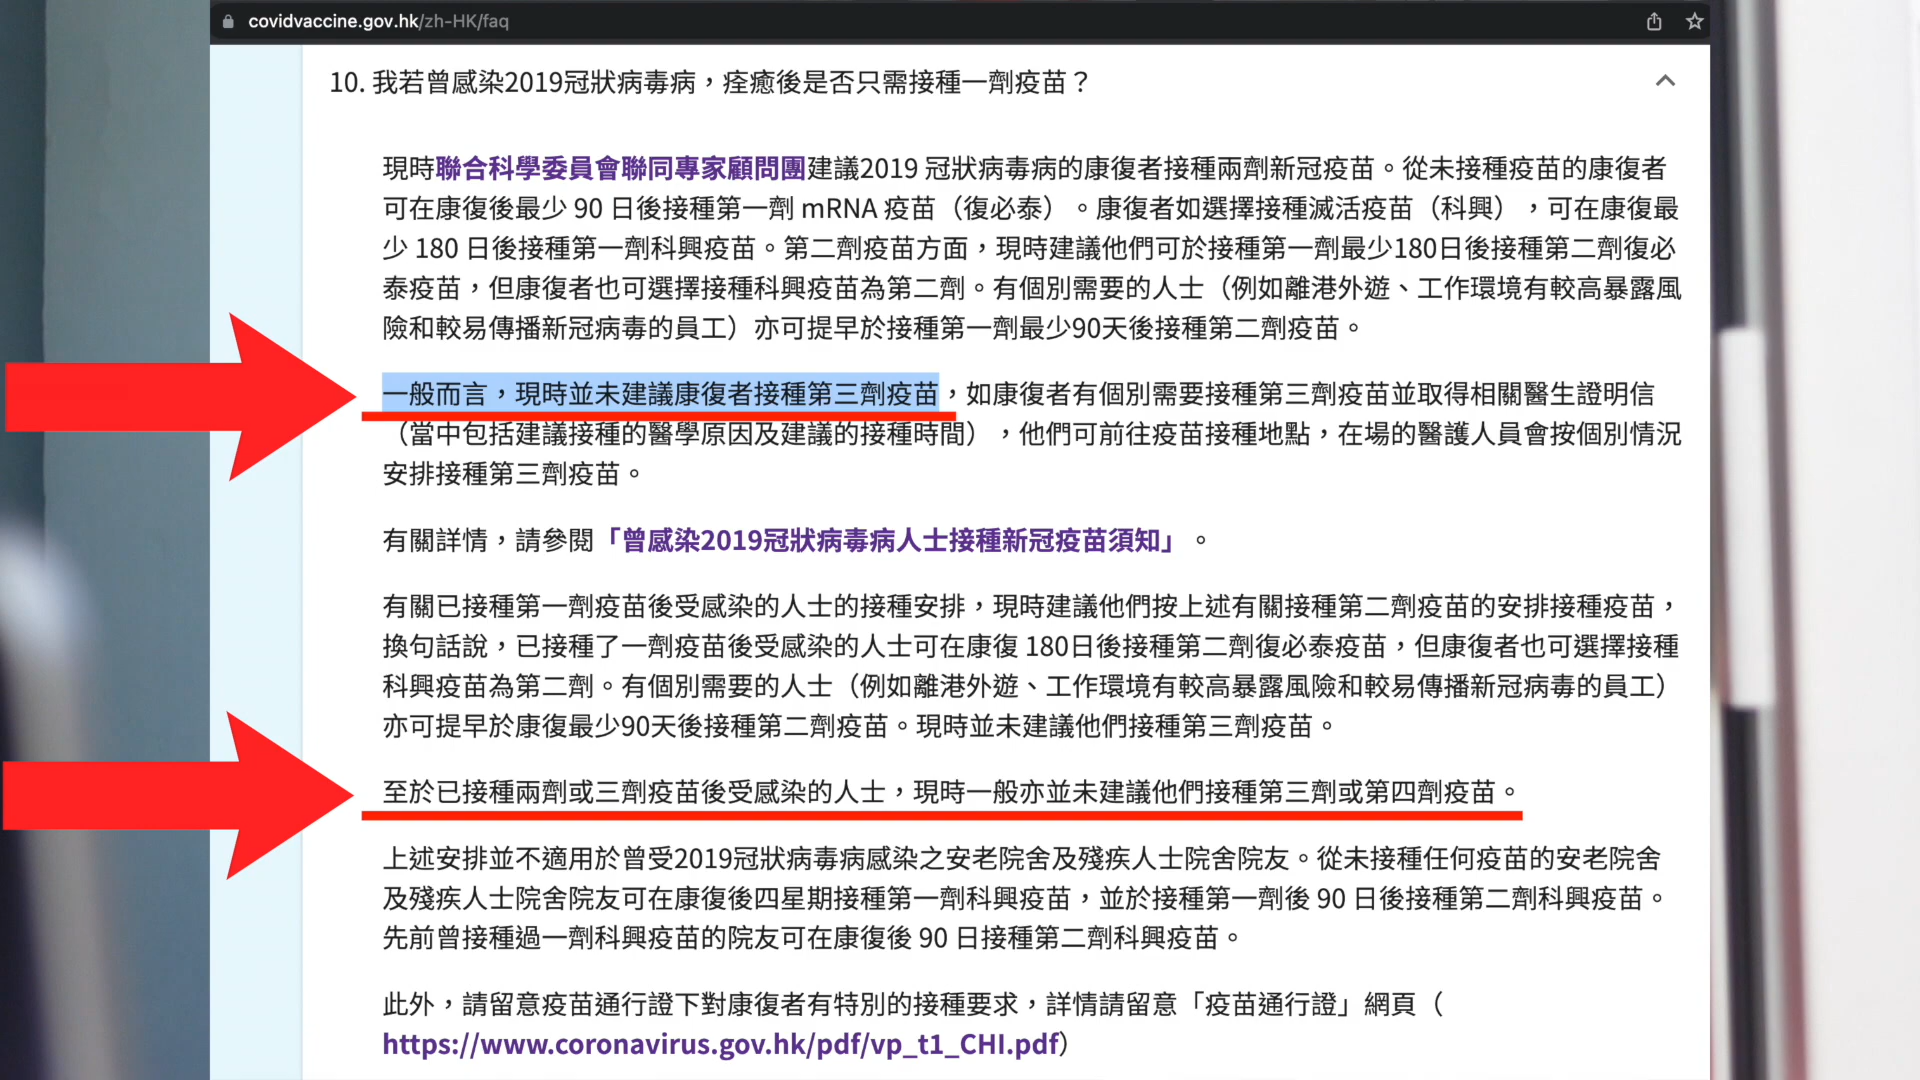 covidvaccine.gov.hk/zh-HK/faq
10. 我若曾感染2019冠狀病毒病，痊癒後是否只需接種一劑疫苗？
現時聯合科學委員會聯同專家顧問團建議2019 冠狀病毒病的康復者接種兩劑新冠疫苗。從未接種疫苗的康復者
可在康復後最少 90 日後接種第一劑 mRNA 疫苗（復必泰）。康復者如選擇接種滅活疫苗（科興），可在康復最
少 180 日後接種第一劑科興疫苗。第二劑疫苗方面，現時建議他們可於接種第一劑最少180日後接種第二劑復必
泰疫苗，但康復者也可選擇接種科興疫苗為第二劑。有個別需要的人士（例如離港外遊、工作環境有較高暴露風
險和較易傳播新冠病毒的員工）亦可提早於接種第一劑最少90天後接種第二劑疫苗。
一般而言，現時並未建議康復者接種第三劑疫苗，如康復者有個別需要接種第三劑疫苗並取得相關醫生證明信
（當中包括建議接種的醫學原因及建議的接種時間），他們可前往疫苗接種地點，在場的醫護人員會按個別情況
安排接種第三劑疫苗。
有關詳情，請參閱「曾感染2019冠狀病毒病人士接種新冠疫苗須知」。
有關已接種第一劑疫苗後受感染的人士的接種安排，現時建議他們按上述有關接種第二劑疫苗的安排接種疫苗，
換句話說，已接種了一劑疫苗後受感染的人士可在康復 180日後接種第二劑復必泰疫苗，但康復者也可選擇接種
科興疫苗為第二劑。有個別需要的人士（例如離港外遊、工作環境有較高暴露風險和較易傳播新冠病毒的員工）
亦可提早於康復最少90天後接種第二劑疫苗。現時並未建議他們接種第三劑疫苗。
至於已接種兩劑或三劑疫苗後受感染的人士，現時一般亦並未建議他們接種第三劑或第四劑疫苗。
上述安排並不適用於曾受2019冠狀病毒病感染之安老院舍及殘疾人士院舍院友。從未接種任何疫苗的安老院舍
及殘疾人士院舍院友可在康復後四星期接種第一劑科興疫苗，並於接種第一劑後 90 日後接種第二劑科興疫苗。
先前曾接種過一劑科興疫苗的院友可在康復後 90 日接種第二劑科興疫苗。
此外，請留意疫苗通行證下對康復者有特別的接種要求，詳情請留意「疫苗通行證」網頁（
https://www.coronavirus.gov.hk/pdf/vp_t1_CHI.pdf）